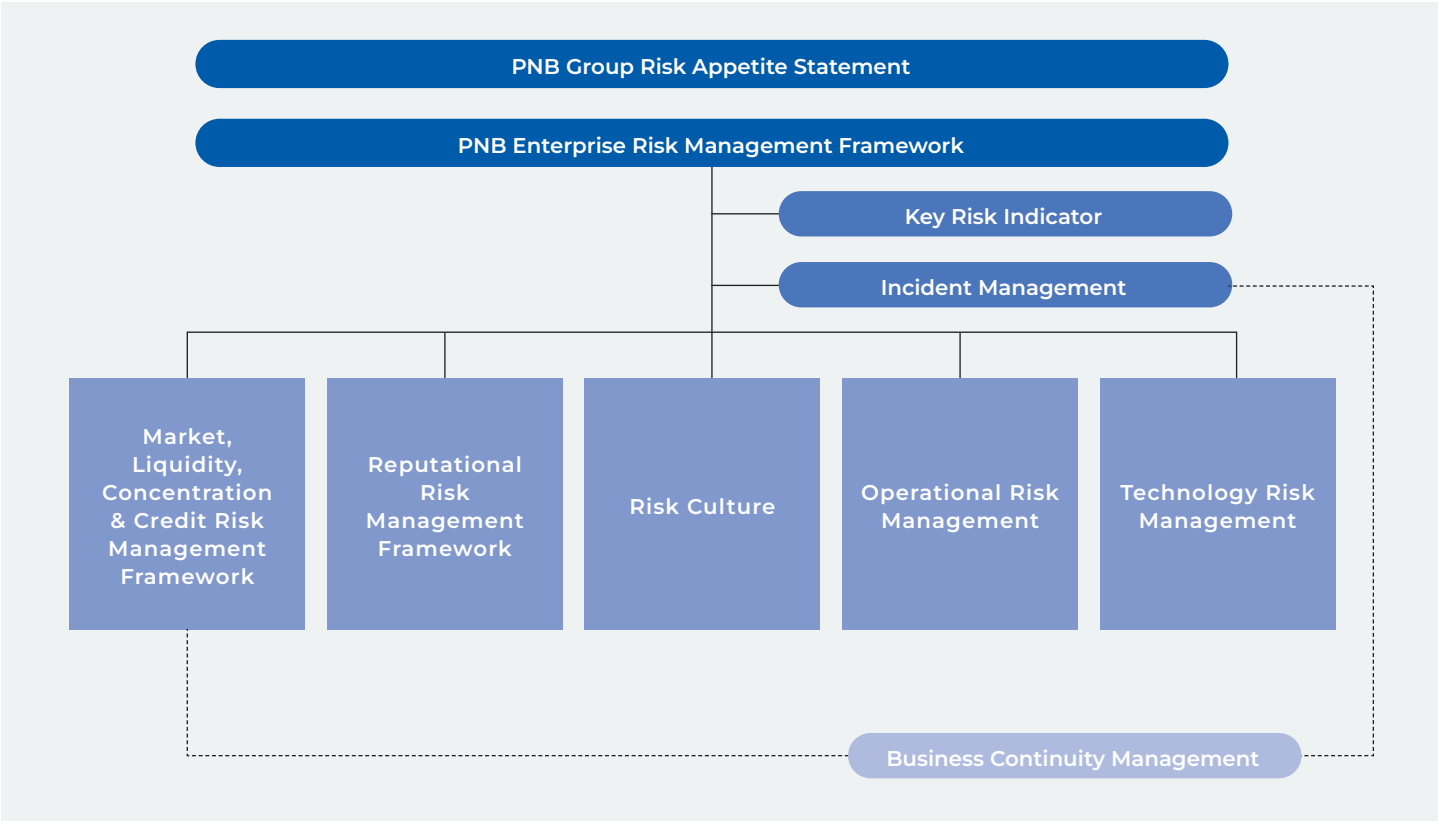 PNB Group Risk Appetite Statement
PNB Enterprise Risk Management Framework
Key Risk Indicator
Incident Management
Market,
Liquidity,
Concentration
& Credit Risk
Management
Framework
Reputational
Risk
Management
Framework
Risk Culture
Operational Risk
Management
Technology Risk
Management
Business Continuity Management